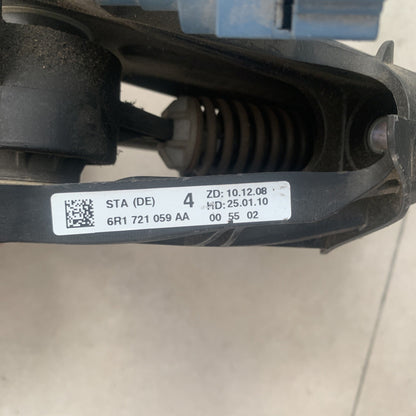 STA (DE) 4 ZD: 10.12.08
6R1 721 059 AA HD: 25.01.10
00 55 02